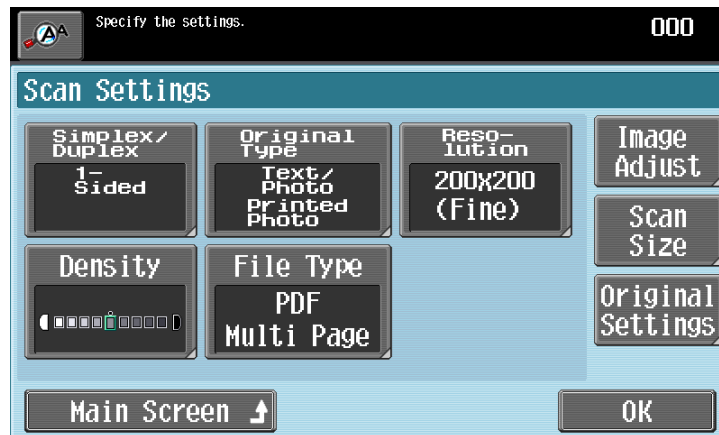 Specify the settings.
000
Scan Settings
Simplex/
Duplex
1-
Sided
Original
Type
Text/
Photo
Printed
Photo
Reso-
lution
200X200
(Fine)
Image
Adjust
Scan
Size
Density
File Type
PDF
Multi Page
Original
Settings
Main Screen
OK